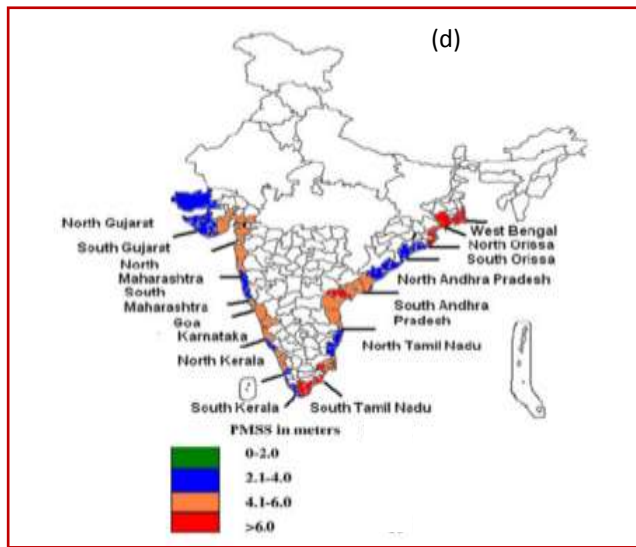 (d)
North Gujarat
South Gujarat
North
Maharashtra
South
Maharashtra
Goa
Karnataka
North Kerala
South Kerala
South Tamil Nadu
West Bengal
North Orissa
South Orissa
North Andhra Pradesh
South Andhra
Pradesh
North Tamil Nadu
PMSS in meters
0-2.0
2.1-4.0
4.1-6.0
>6.0